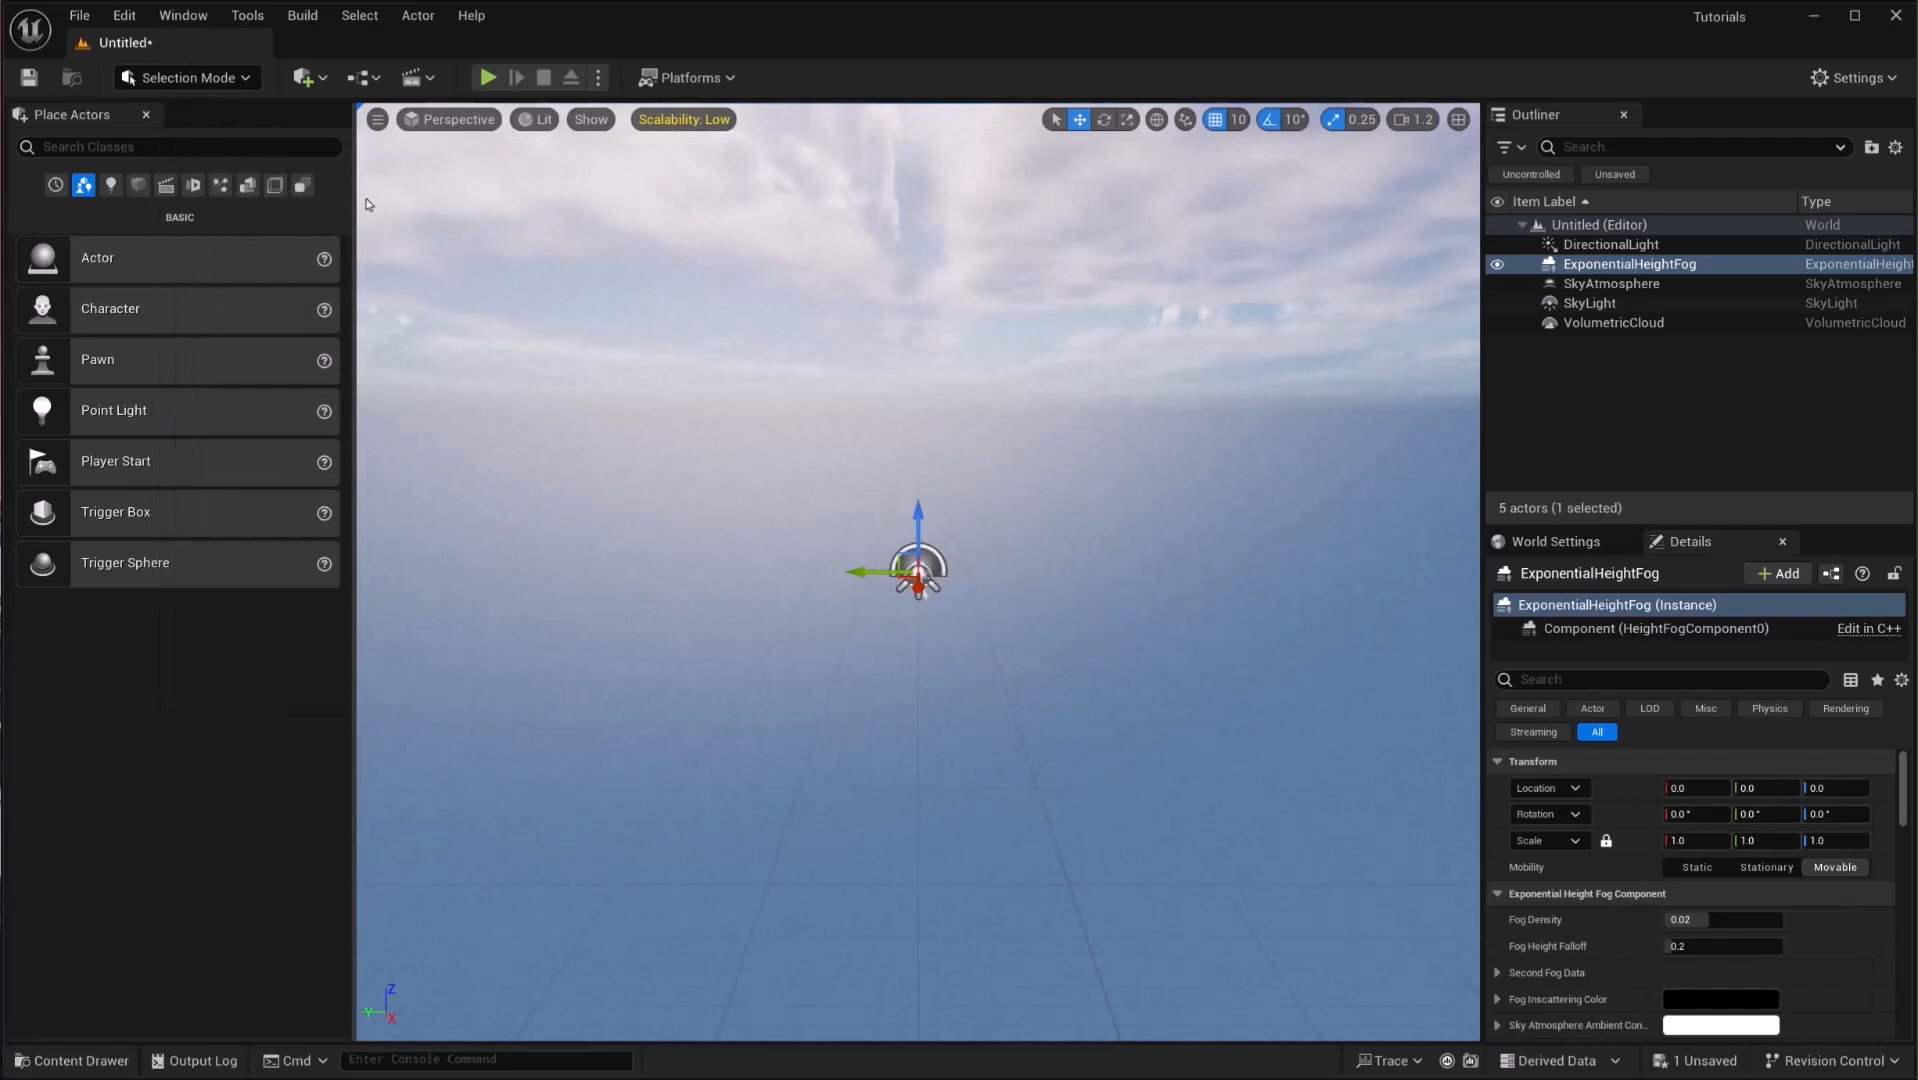 File Edit Window Tools Build Select Actor Help
Tutorials
Untitled*
Selection Mode
Platforms
Settings
Place Actors
Search Classes
BASIC
Actor
Character
Pawn
Point Light
Player Start
Trigger Box
Trigger Sphere
Perspective Lit Show Scalability: Low
10 10° 0.25 1.2
Z
Y
X
Outliner
Search...
Uncontrolled Unsaved
Item Label Type
Untitled (Editor) World
DirectionalLight DirectionalLight
ExponentialHeightFog ExponentialHeight
SkyAtmosphere SkyAtmosphere
SkyLight SkyLight
VolumetricCloud VolumetricCloud
5 actors (1 selected)
World Settings Details
ExponentialHeightFog Add
ExponentialHeightFog (Instance)
Component (HeightFogComponent0) Edit in C++
Search
General Actor LOD Misc Physics Rendering
Streaming All
Transform
Location 0.0 0.0 0.0
Rotation 0.0° 0.0° 0.0°
Scale 1.0 1.0 1.0
Mobility Static Stationary Movable
Exponential Height Fog Component
Fog Density 0.02
Fog Height Falloff 0.2
Second Fog Data
Fog Inscattering Color
Sky Atmosphere Ambient Con...
Content Drawer Output Log Cmd Enter Console Command
Trace Derived Data 1 Unsaved Revision Control